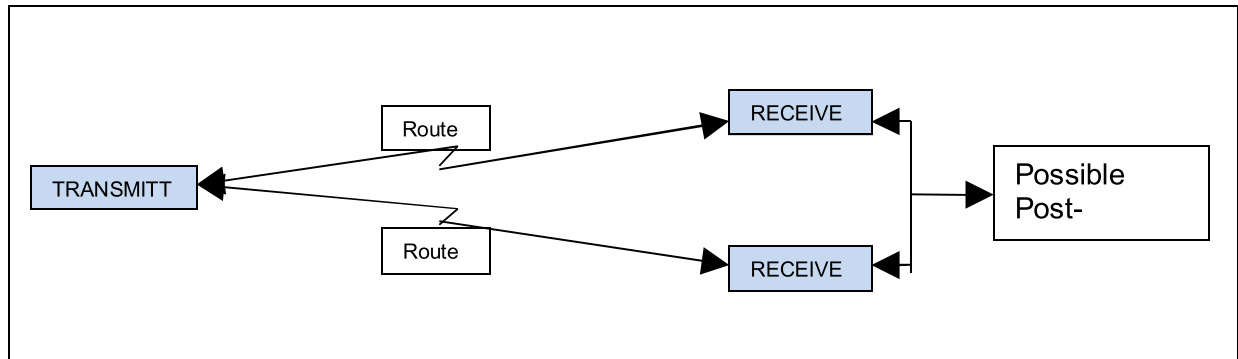 Route
RECEIVE
TRANSMITT
Possible
Post-
Route
RECEIVE